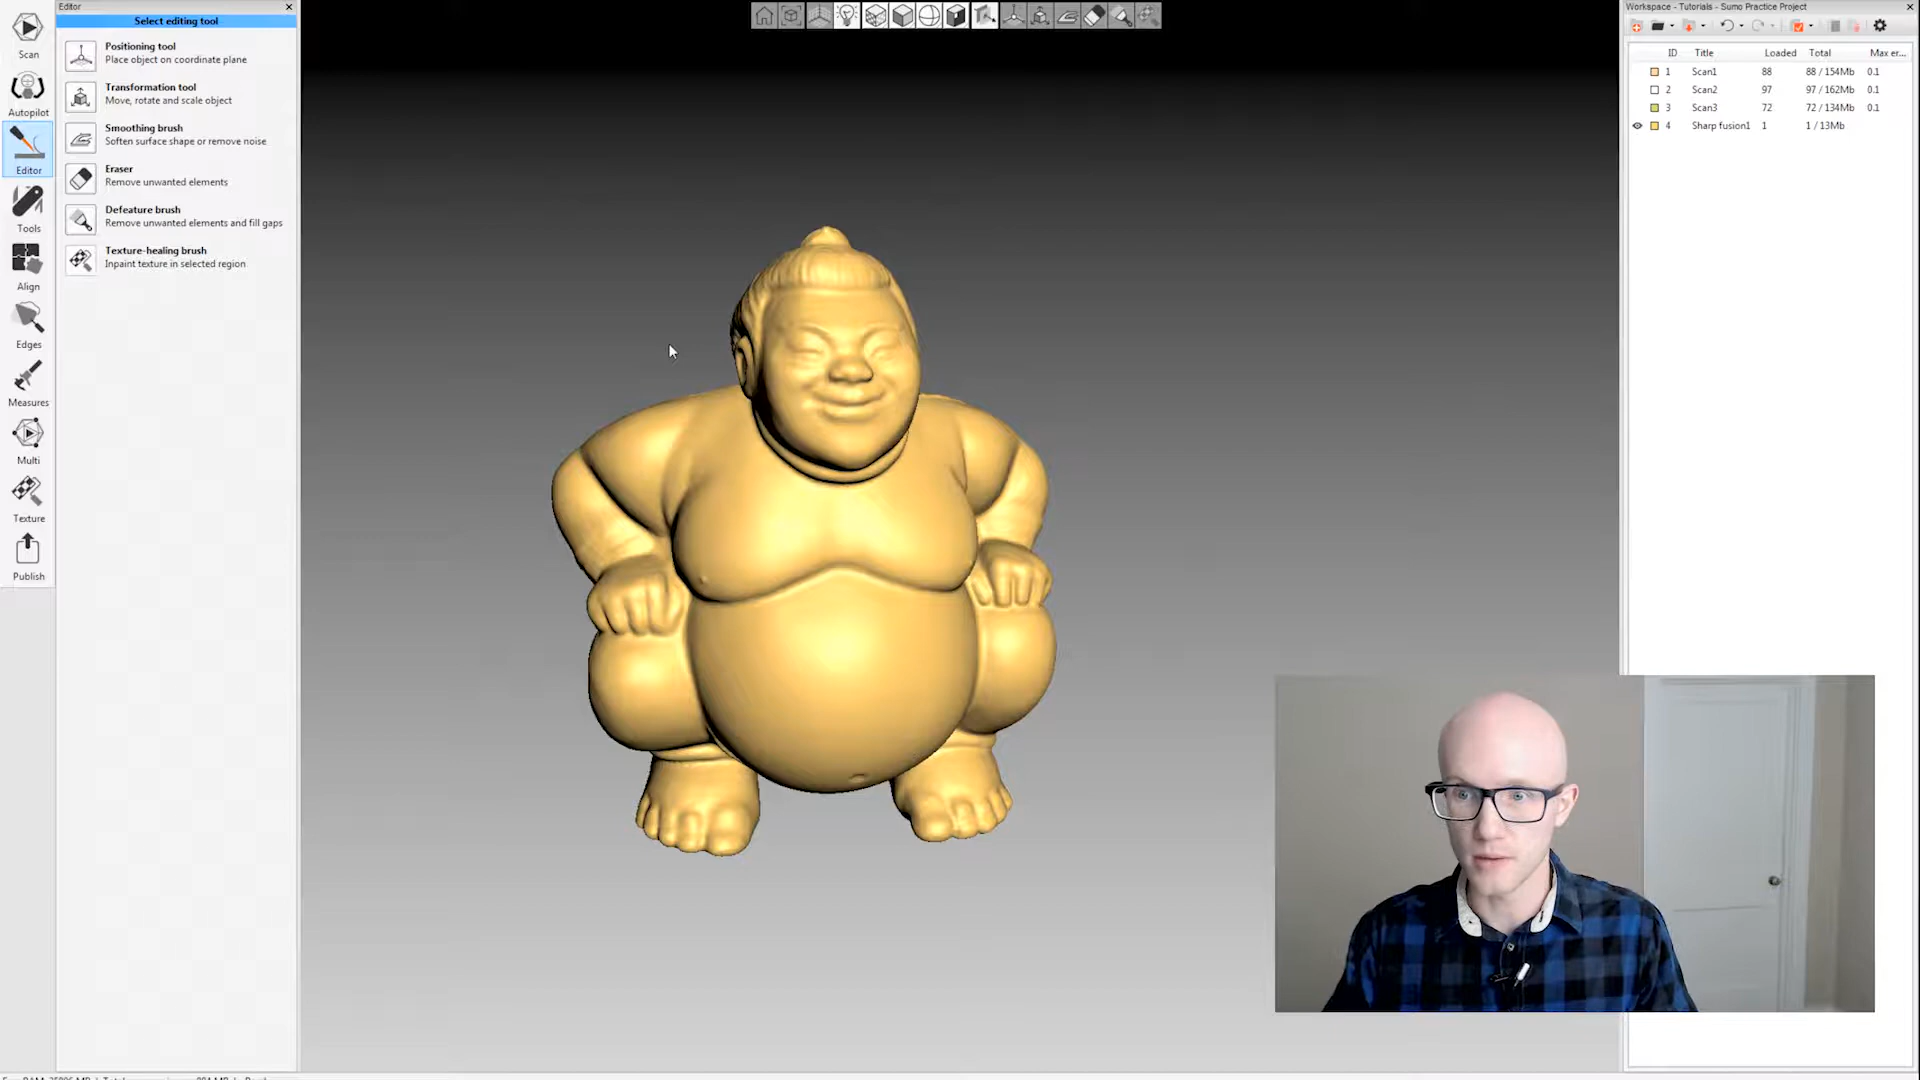 Scan
Autopilot
Editor
Tools
Align
Edges
Measures
Multi
Texture
Publish
Editor
Select editing tool
Positioning tool
Place object on coordinate plane
Transformation tool
Move, rotate and scale object
Smoothing brush
Soften surface shape or remove noise
Eraser
Remove unwanted elements
Defeature brush
Remove unwanted elements and fill gaps
Texture-healing brush
Inpaint texture in selected region
Workspace - Tutorials - Sumo Practice Project
ID Title Loaded Total Max er...
1 Scan1 88 88 / 154Mb 0.1
2 Scan2 97 97 / 162Mb 0.1
3 Scan3 72 72 / 134Mb 0.1
4 Sharp fusion1 1 1 / 13Mb